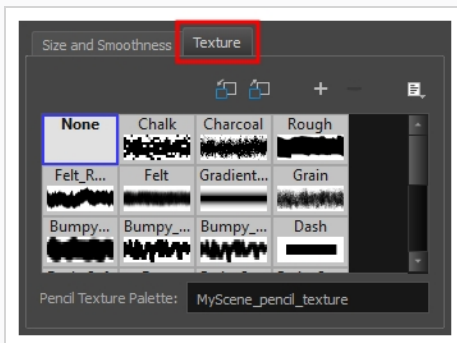 Size and Smoothness Texture
None Chalk Charcoal Rough
Felt_R... Felt Gradient... Grain
Bumpy... Bumpy_... Bumpy_... Dash
Pencil Texture Palette: MyScene_pencil_texture